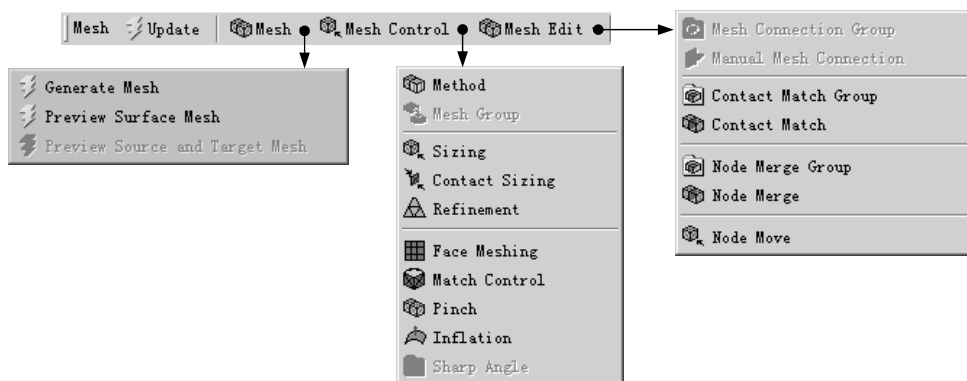 Mesh Update Mesh Mesh Control Mesh Edit
Generate Mesh
Preview Surface Mesh
Preview Source and Target Mesh
Method
Mesh Group
Sizing
Contact Sizing
Refinement
Face Meshing
Match Control
Pinch
Inflation
Sharp Angle
Mesh Connection Group
Manual Mesh Connection
Contact Match Group
Contact Match
Node Merge Group
Node Merge
Node Move